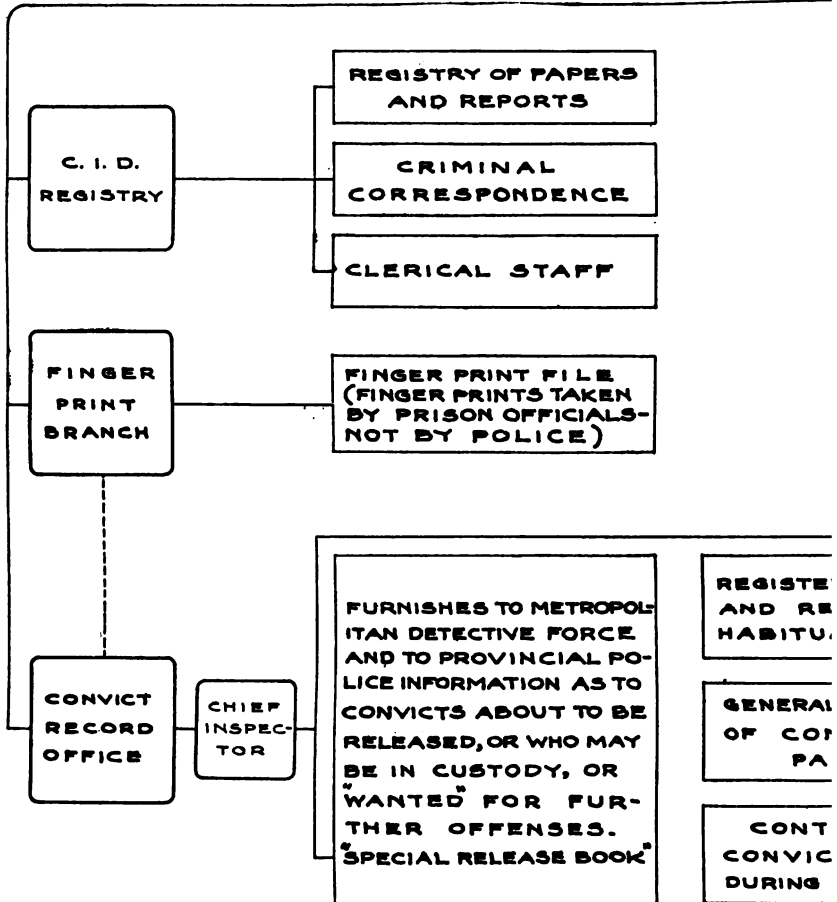 C. I. D.
REGISTRY
REGISTRY OF PAPERS
AND REPORTS
CRIMINAL
CORRESPONDENCE
CLERICAL STAFF
FINGER
PRINT
BRANCH
FINGER PRINT FILE
(FINGER PRINTS TAKEN
BY PRISON OFFICIALS-
NOT BY POLICE)
CONVICT
RECORD
OFFICE
CHIEF
INSPEC-
TOR
FURNISHES TO METROPOL-
ITAN DETECTIVE FORCE
AND TO PROVINCIAL PO-
LICE INFORMATION AS TO
CONVICTS ABOUT TO BE
RELEASED, OR WHO MAY
BE IN CUSTODY, OR
"WANTED" FOR FUR-
THER OFFENSES.
"SPECIAL RELEASE BOOK"
AND
GENERAL
OF
DURING